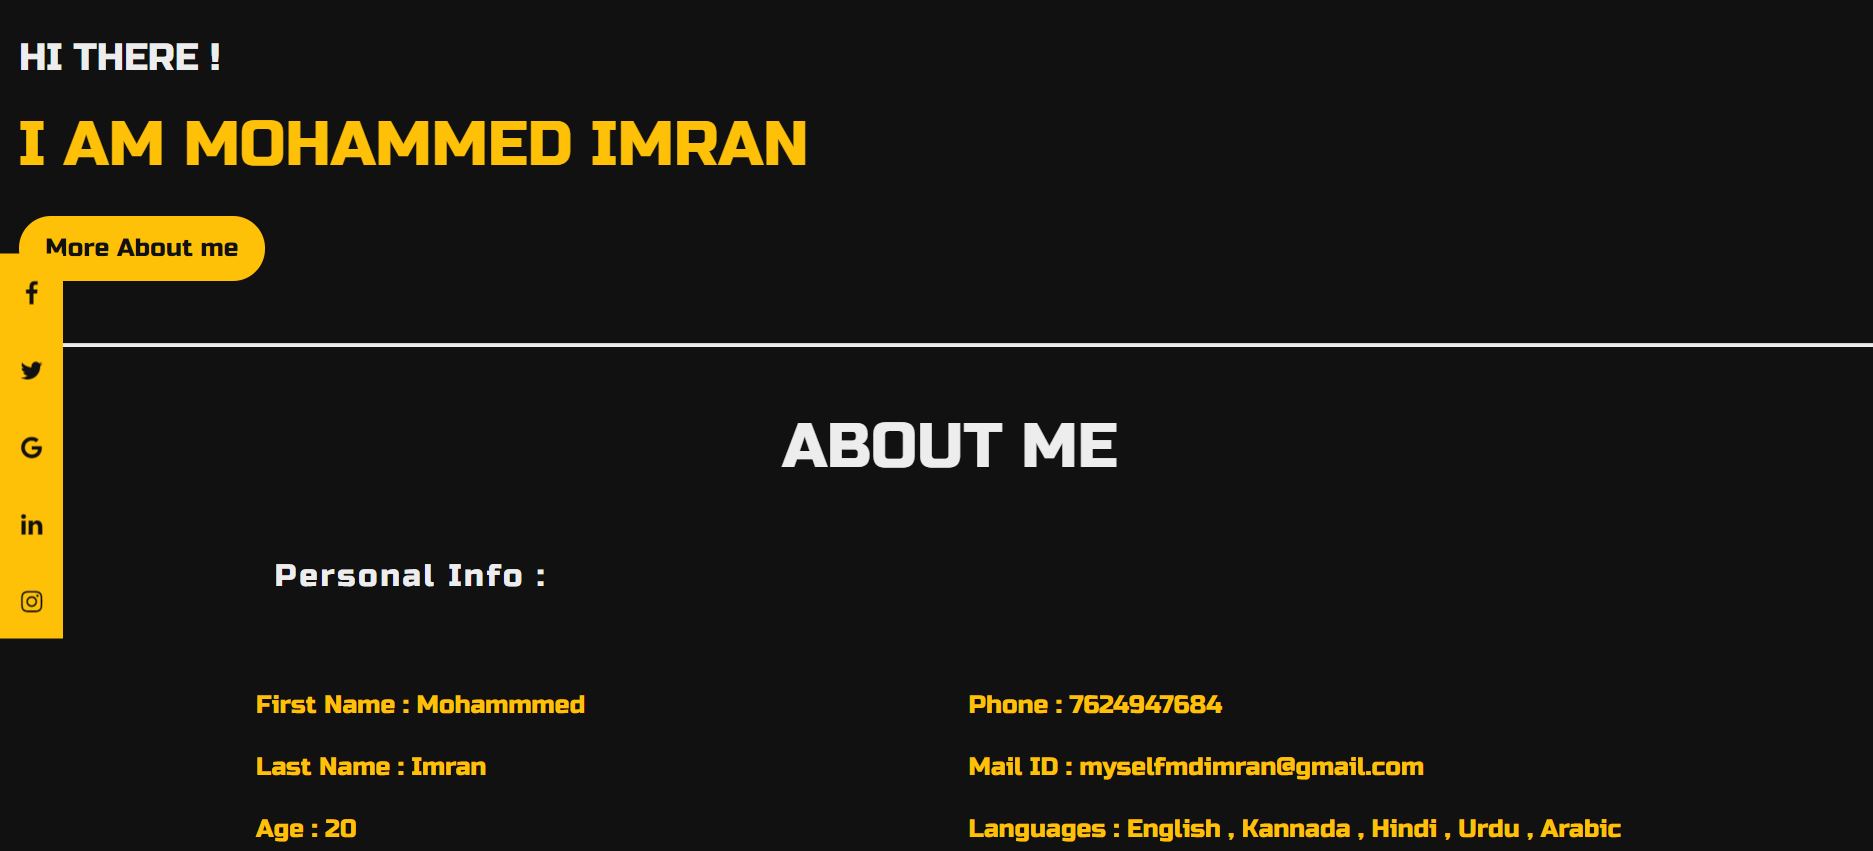 HI THERE !
I AM MOHAMMED IMRAN
More About me
ABOUT ME
Personal Info :
First Name : Mohammmed
Phone : 7624947684
Last Name : Imran
Mail ID : myselfmdimran@gmail.com
Age : 20
Languages : English , Kannada , Hindi , Urdu , Arabic